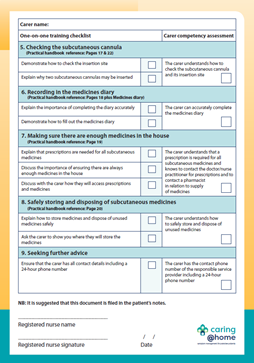 Carer name:
One-on-one training checklist
Carer competency assessment
5. Checking the subcutaneous cannula
(Practical handbook reference: Pages 17 & 22)
Demonstrate how to check the insertion site
Explain why two subcutaneous cannulas may be inserted
The carer understands how to
check the subcutaneous cannula
and its insertion site
6. Recording in the medicines diary
(Practical handbook reference: Pages 16 plus Medicines diary)
Explain the importance of completing the diary accurately
Demonstrate how to fill out the medicines diary
The carer can accurately complete
the medicines diary
7. Making sure there are enough medicines in the house
(Practical handbook reference: Page 19)
Explain that prescriptions are needed for all subcutaneous
medicines
Discuss the importance of ensuring there are always
enough medicines in the house
Discuss with the carer how they will access prescriptions
and medicines
The carer understands that a
prescription is required for all
subcutaneous medicines and
knows to contact the doctor/nurse
practitioner for prescriptions and to
contact a pharmacist
in relation to supply
of medicines
8. Safely storing and disposing of subcutaneous medicines
(Practical handbook reference: Page 20)
Explain how to store medicines and dispose of unused
medicines safely
Ask the carer to show you where they will store the
medicines
The carer understands how
to safely store and dispose of
unused medicines
9. Seeking further advice
Ensure that the carer has all contact details including a
24-hour phone number
The carer has the contact phone
number of the responsible service
provider including a 24-hour
phone number
NB: It is suggested that this document is filed in the patient's notes.
Registered nurse name
/ /
Registered nurse signature
Date
caring
@home